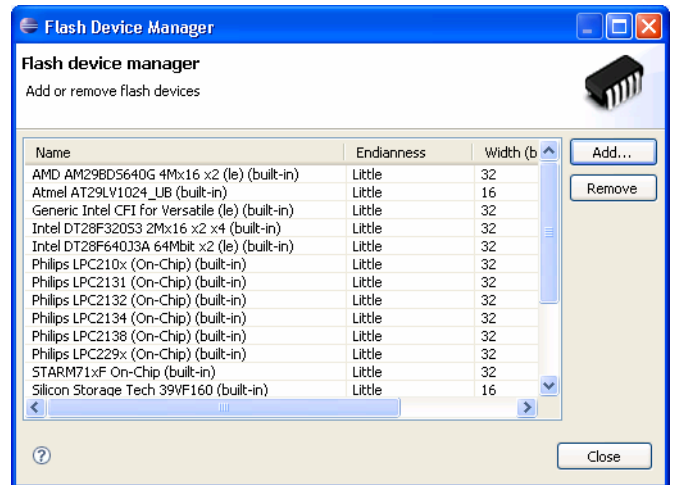 Flash Device Manager
Flash device manager
Add or remove flash devices
Name Endianness Width (b
AMD AM29BDS640G 4Mx16 x2 (le) (built-in) Little 32
Atmel AT29LV1024_UB (built-in) Little 16
Generic Intel CFI for Versatile (le) (built-in) Little 32
Intel DT28F320S3 2Mx16 x2 x4 (built-in) Little 32
Intel DT28F640J3A 64Mbit x2 (le) (built-in) Little 32
Philips LPC210x (On-Chip) (built-in) Little 32
Philips LPC2131 (On-Chip) (built-in) Little 32
Philips LPC2132 (On-Chip) (built-in) Little 32
Philips LPC2134 (On-Chip) (built-in) Little 32
Philips LPC2138 (On-Chip) (built-in) Little 32
Philips LPC229x (On-Chip) (built-in) Little 32
STARM71xF On-Chip (built-in) Little 32
Silicon Storage Tech 39VF160 (built-in) Little 16
Add...
Remove
?
Close